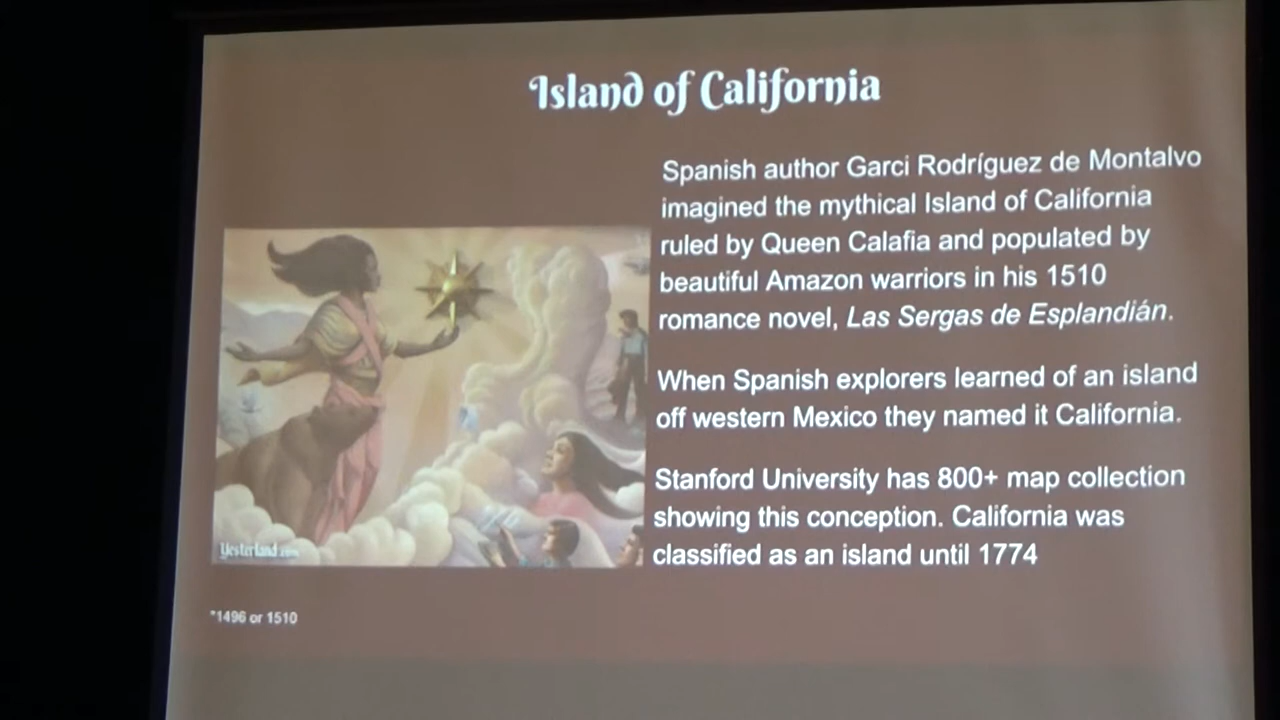 Island of California
Spanish author Garci Rodríguez de Montalvo
imagined the mythical Island of California
ruled by Queen Calafia and populated by
beautiful Amazon warriors in his 1510
romance novel, Las Sergas de Esplandián.
When Spanish explorers learned of an island
off western Mexico they named it California.
Stanford University has 800+ map collection
showing this conception. California was
classified as an island until 1774
Yesterland.com
*1496 or 1510